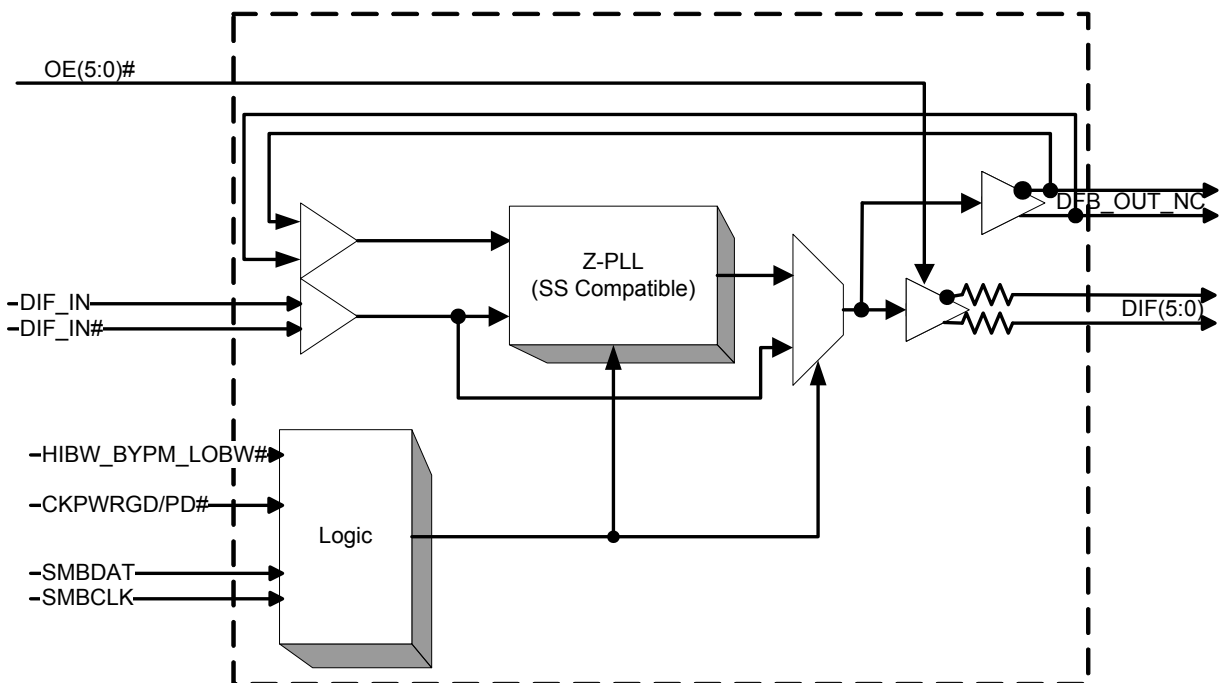 OE(5:0)#
DFB_OUT_NC
Z-PLL
(SS Compatible)
DIF_IN
DIF_IN#
DIF(5:0)
HIBW_BYPM_LOBW#
CKPWRGD/PD#
Logic
SMBDAT
SMBCLK